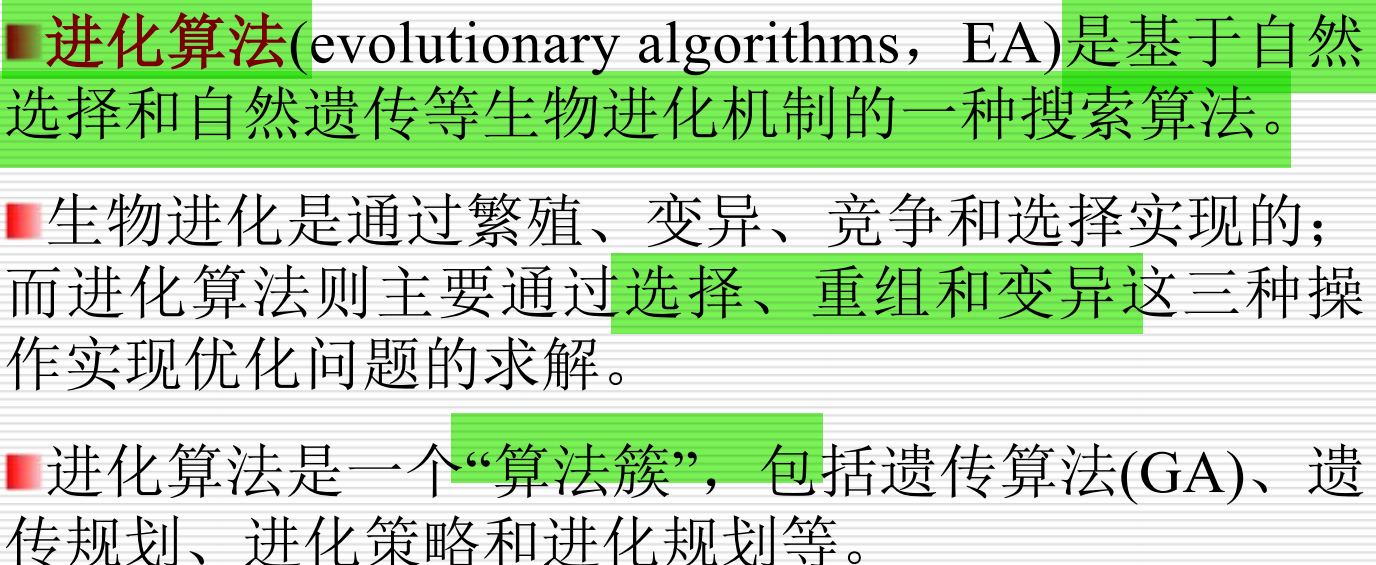 进化算法(evolutionary algorithms，EA)是基于自然
选择和自然遗传等生物进化机制的一种搜索算法。
生物进化是通过繁殖、变异、竞争和选择实现的；
而进化算法则主要通过选择、重组和变异这三种操
作实现优化问题的求解。
进化算法是一个“算法簇”，包括遗传算法(GA)、遗
传规划、进化策略和进化规划等。